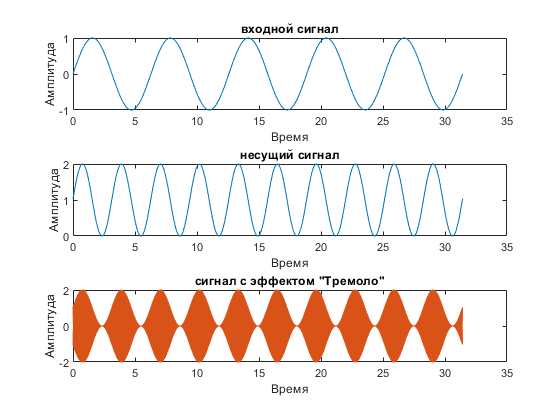 входной сигнал
1
0
-1
Амплитуда
0 5 10 15 20 25 30 35
Время
несущий сигнал
2
1
0
Амплитуда
0 5 10 15 20 25 30 35
Время
сигнал с эффектом "Тремоло"
2
0
-2
Амплитуда
0 5 10 15 20 25 30 35
Время